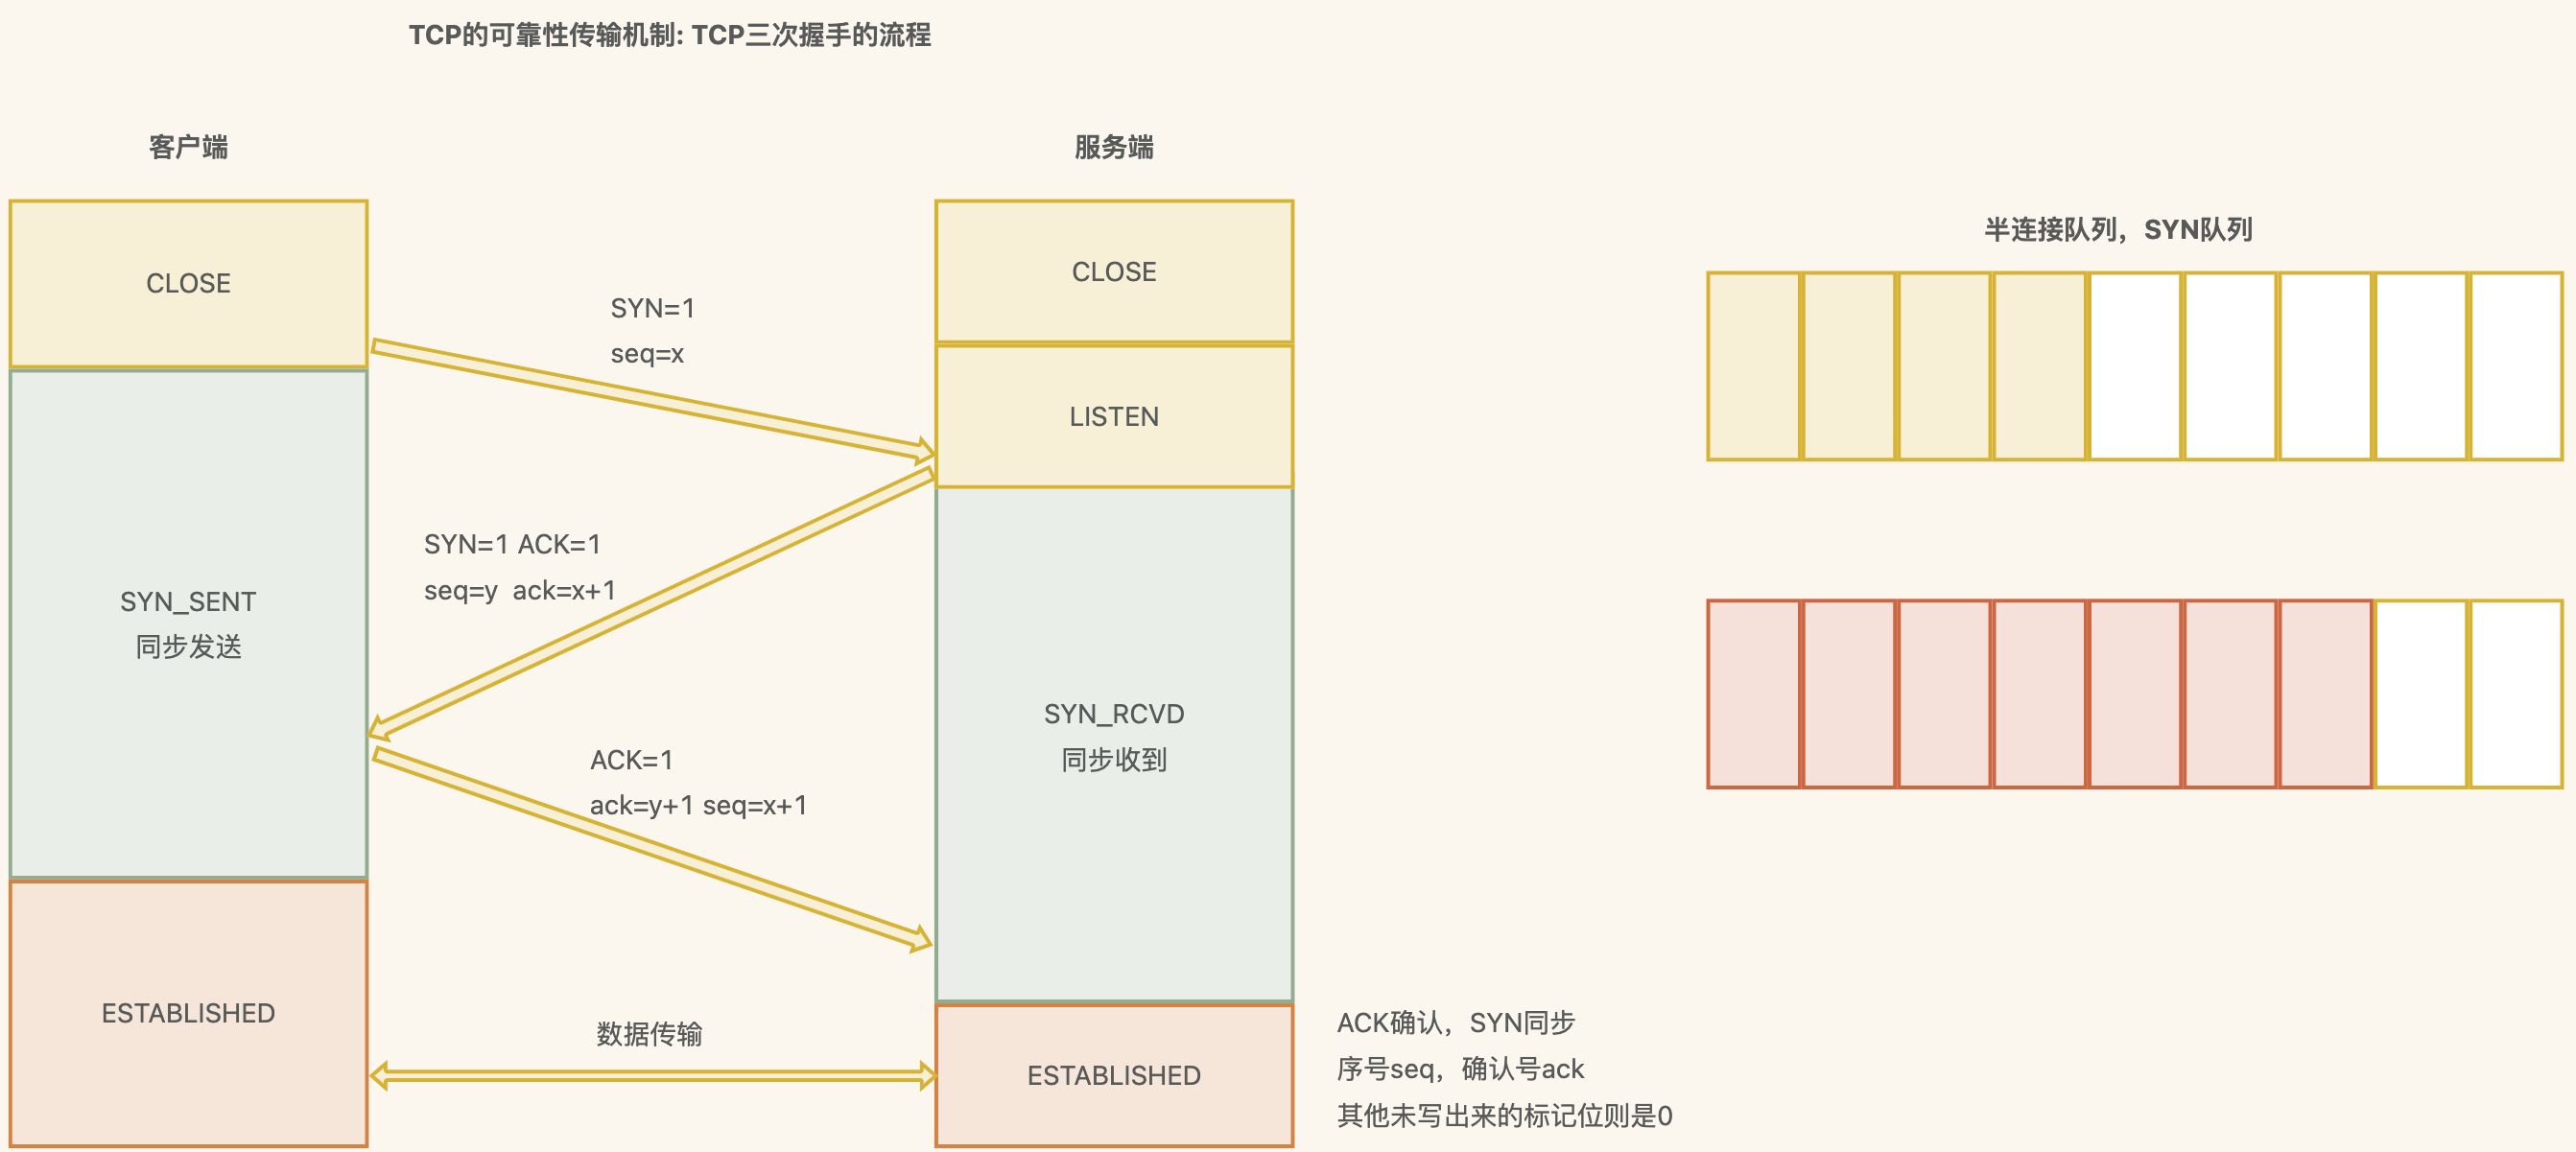 TCP的可靠性传输机制: TCP三次握手的流程
客户端
服务端
半连接队列，SYN队列
CLOSE
CLOSE
SYN=1
seq=x
LISTEN
SYN=1 ACK=1
seq=y ack=x+1
SYN_SENT
同步发送
SYN_RCVD
同步收到
ACK=1
ack=y+1 seq=x+1
ESTABLISHED
数据传输
ESTABLISHED
ACK确认，SYN同步
序号seq，确认号ack
其他未写出来的标记位则是0